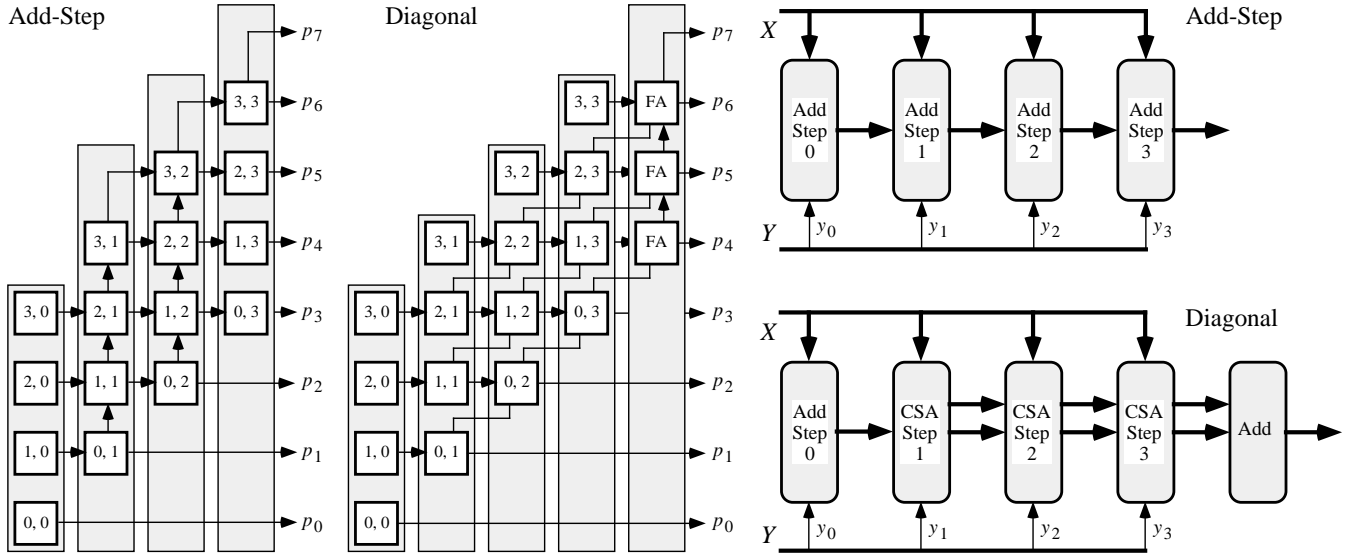 Add-Step
p7
3, 3
p6
3, 2
2, 3
p5
3, 1
2, 2
1, 3
p4
3, 0
2, 1
1, 2
0, 3
p3
2, 0
1, 1
0, 2
p2
1, 0
0, 1
p1
0, 0
p0
Diagonal
p7
3, 3
FA
p6
3, 2
2, 3
FA
p5
3, 1
2, 2
1, 3
FA
p4
3, 0
2, 1
1, 2
0, 3
p3
2, 0
1, 1
0, 2
p2
1, 0
0, 1
p1
0, 0
p0
Add-Step
X
Add
Step
0
Add
Step
1
Add
Step
2
Add
Step
3
Y
y0
y1
y2
y3
Diagonal
X
Add
Step
0
CSA
Step
1
CSA
Step
2
CSA
Step
3
Add
Y
y0
y1
y2
y3